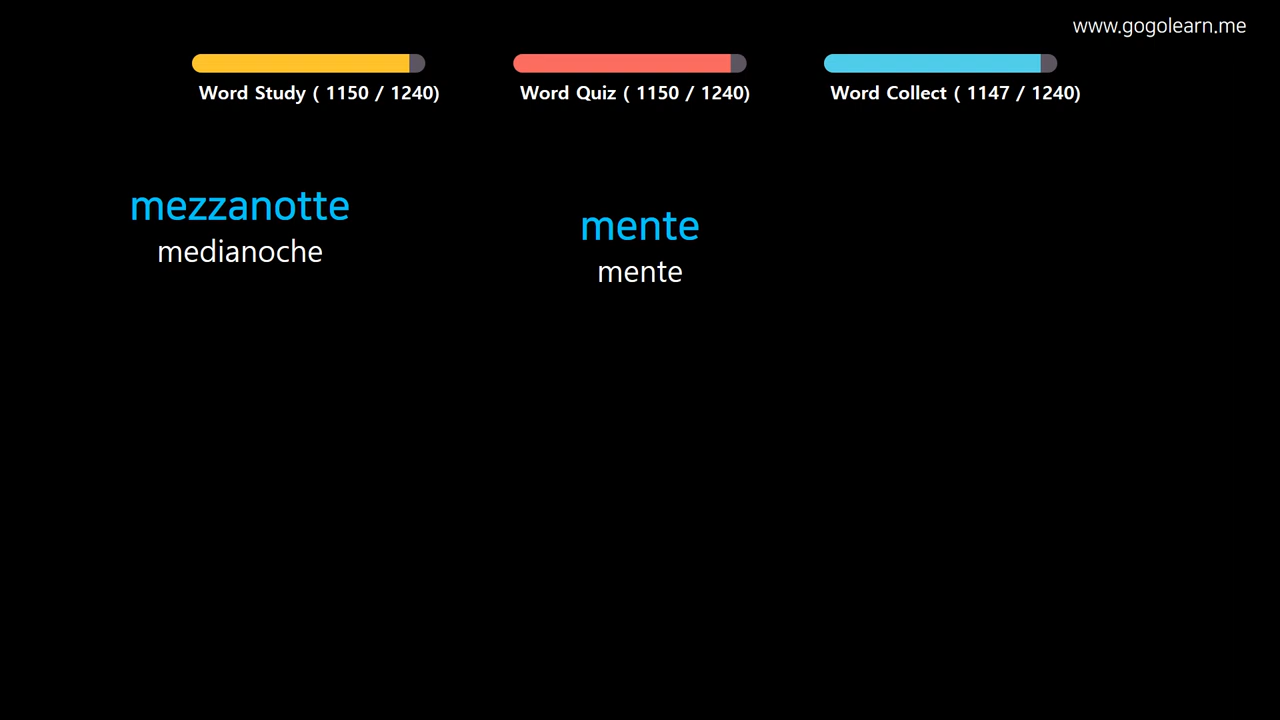 www.gogolearn.me
Word Study ( 1150 / 1240)
Word Quiz ( 1150 / 1240)
Word Collect ( 1147 / 1240)
mezzanotte
medianoche
mente
mente